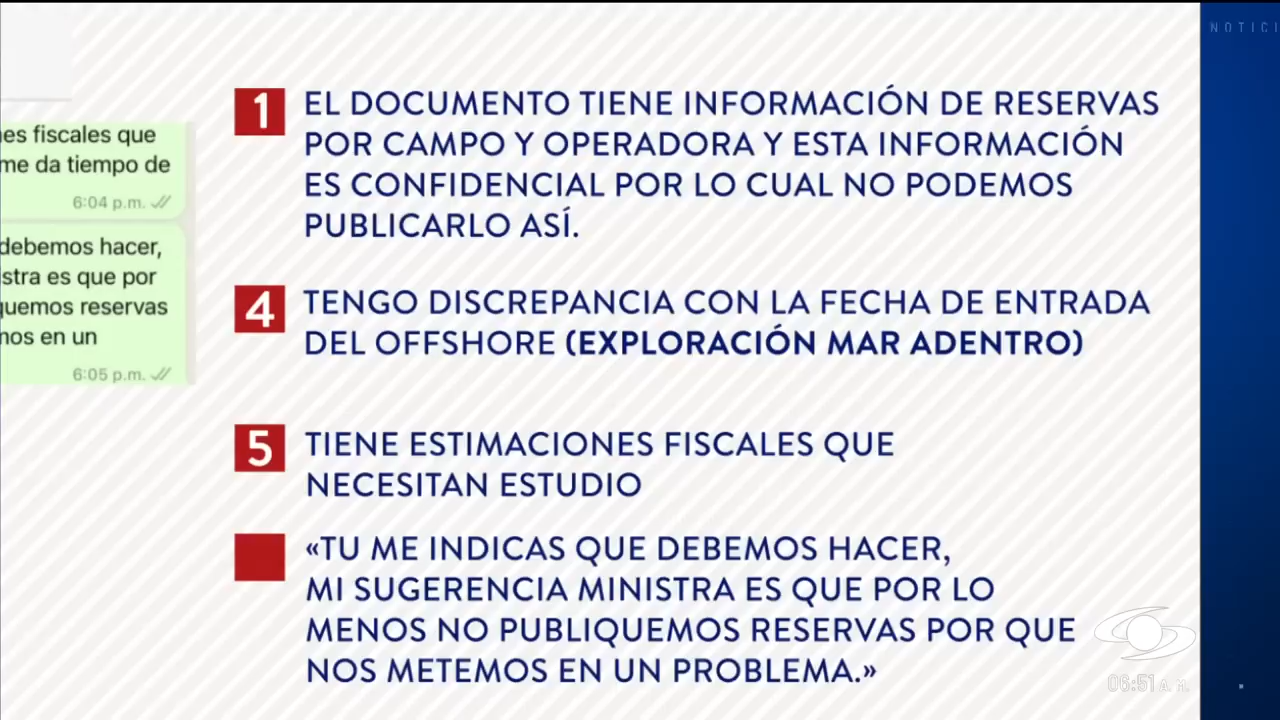 NOTICI
nes fiscales que
me da tiempo de
6:04 p.m.
debemos hacer,
stra es que por
quemos reservas
mos en un
6:05 p.m.
1 EL DOCUMENTO TIENE INFORMACIÓN DE RESERVAS
POR CAMPO Y OPERADORA Y ESTA INFORMACIÓN
ES CONFIDENCIAL POR LO CUAL NO PODEMOS
PUBLICARLO ASÍ.
4 TENGO DISCREPANCIA CON LA FECHA DE ENTRADA
DEL OFFSHORE (EXPLORACIÓN MAR ADENTRO)
5 TIENE ESTIMACIONES FISCALES QUE
NECESITAN ESTUDIO
«TU ME INDICAS QUE DEBEMOS HACER,
MI SUGERENCIA MINISTRA ES QUE POR LO
MENOS NO PUBLIQUEMOS RESERVAS POR QUE
NOS METEMOS EN UN PROBLEMA.»
06:51 A. M.